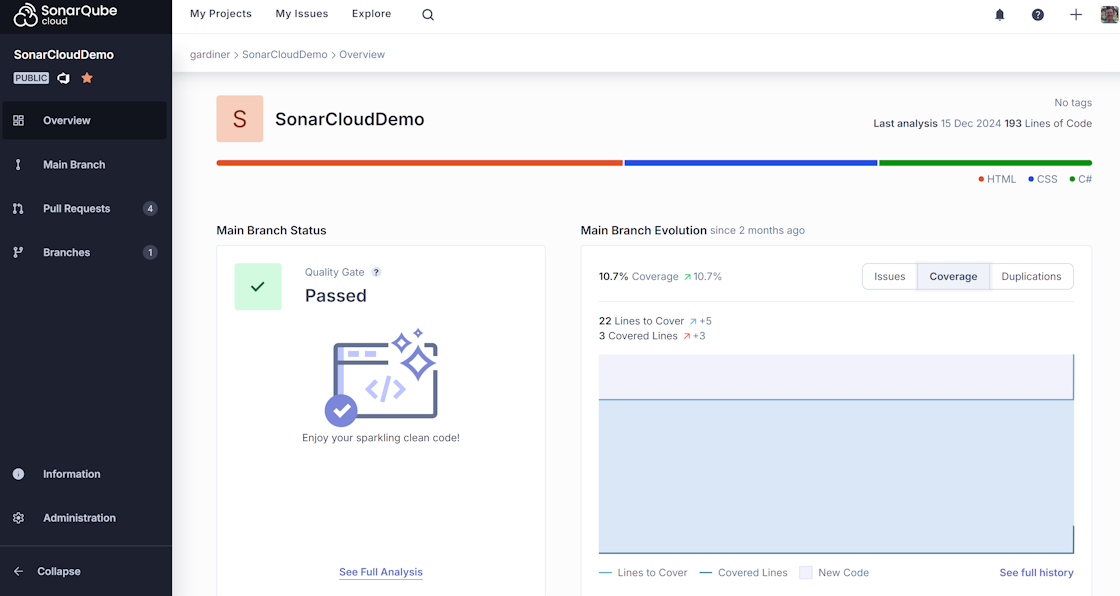 SonarQube
cloud
My Projects
My Issues
Explore
SonarCloudDemo
PUBLIC
Overview
Main Branch
Pull Requests 4
Branches 1
Information
Administration
Collapse
gardiner > SonarCloudDemo > Overview
S
SonarCloudDemo
No tags
Last analysis 15 Dec 2024 193 Lines of Code
HTML CSS C#
Main Branch Status
Quality Gate ?
Passed
</>
Enjoy your sparkling clean code!
See Full Analysis
Main Branch Evolution since 2 months ago
10.7% Coverage 10.7%
Issues Coverage Duplications
22 Lines to Cover +5
3 Covered Lines +3
Lines to Cover Covered Lines New Code
See full history